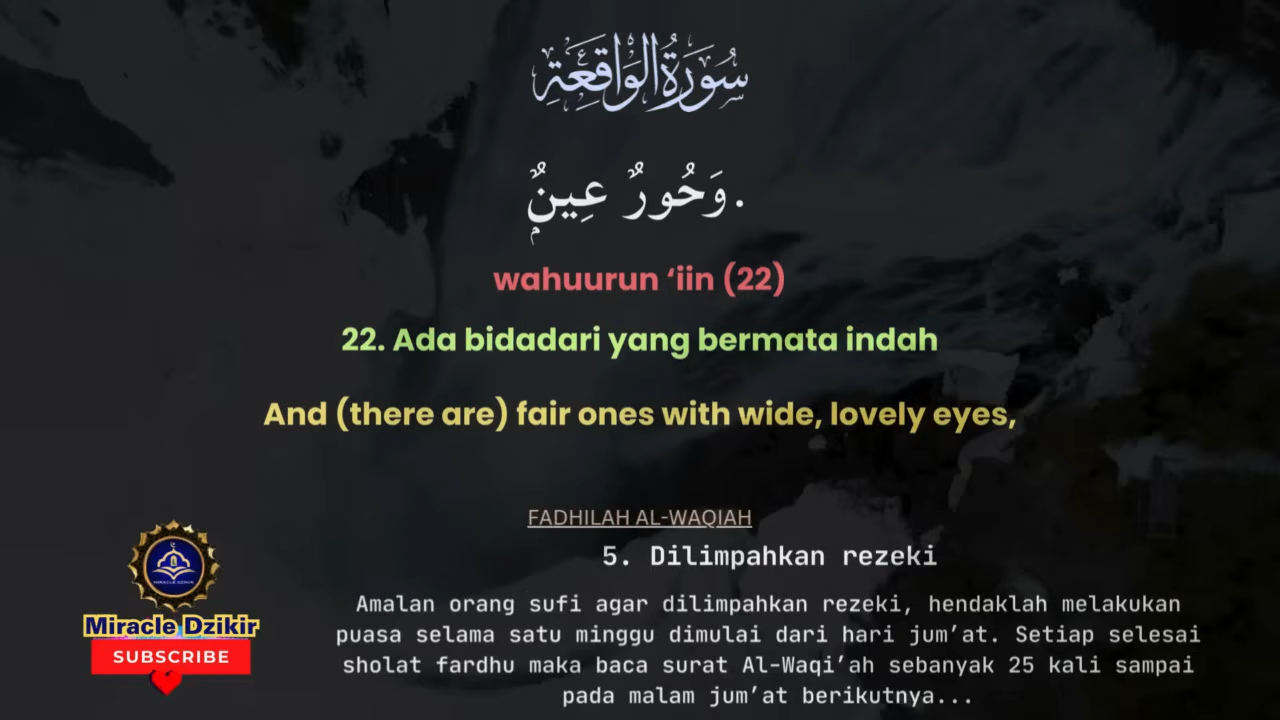 سُورَةُ الْوَاقِعَةِ
وَحُورٌ عِينٌۭ.
wahuurun ‘iin (22)
22. Ada bidadari yang bermata indah
And (there are) fair ones with wide, lovely eyes,
FADHILAH AL-WAQIAH
5. Dilimpahkan rezeki
Amalan orang sufi agar dilimpahkan rezeki, hendaklah melakukan
puasa selama satu minggu dimulai dari hari jum’at. Setiap selesai
sholat fardhu maka baca surat Al-Waqi’ah sebanyak 25 kali sampai
pada malam jum’at berikutnya...
MIRACLE DZIKIR
Miracle Dzikir
SUBSCRIBE